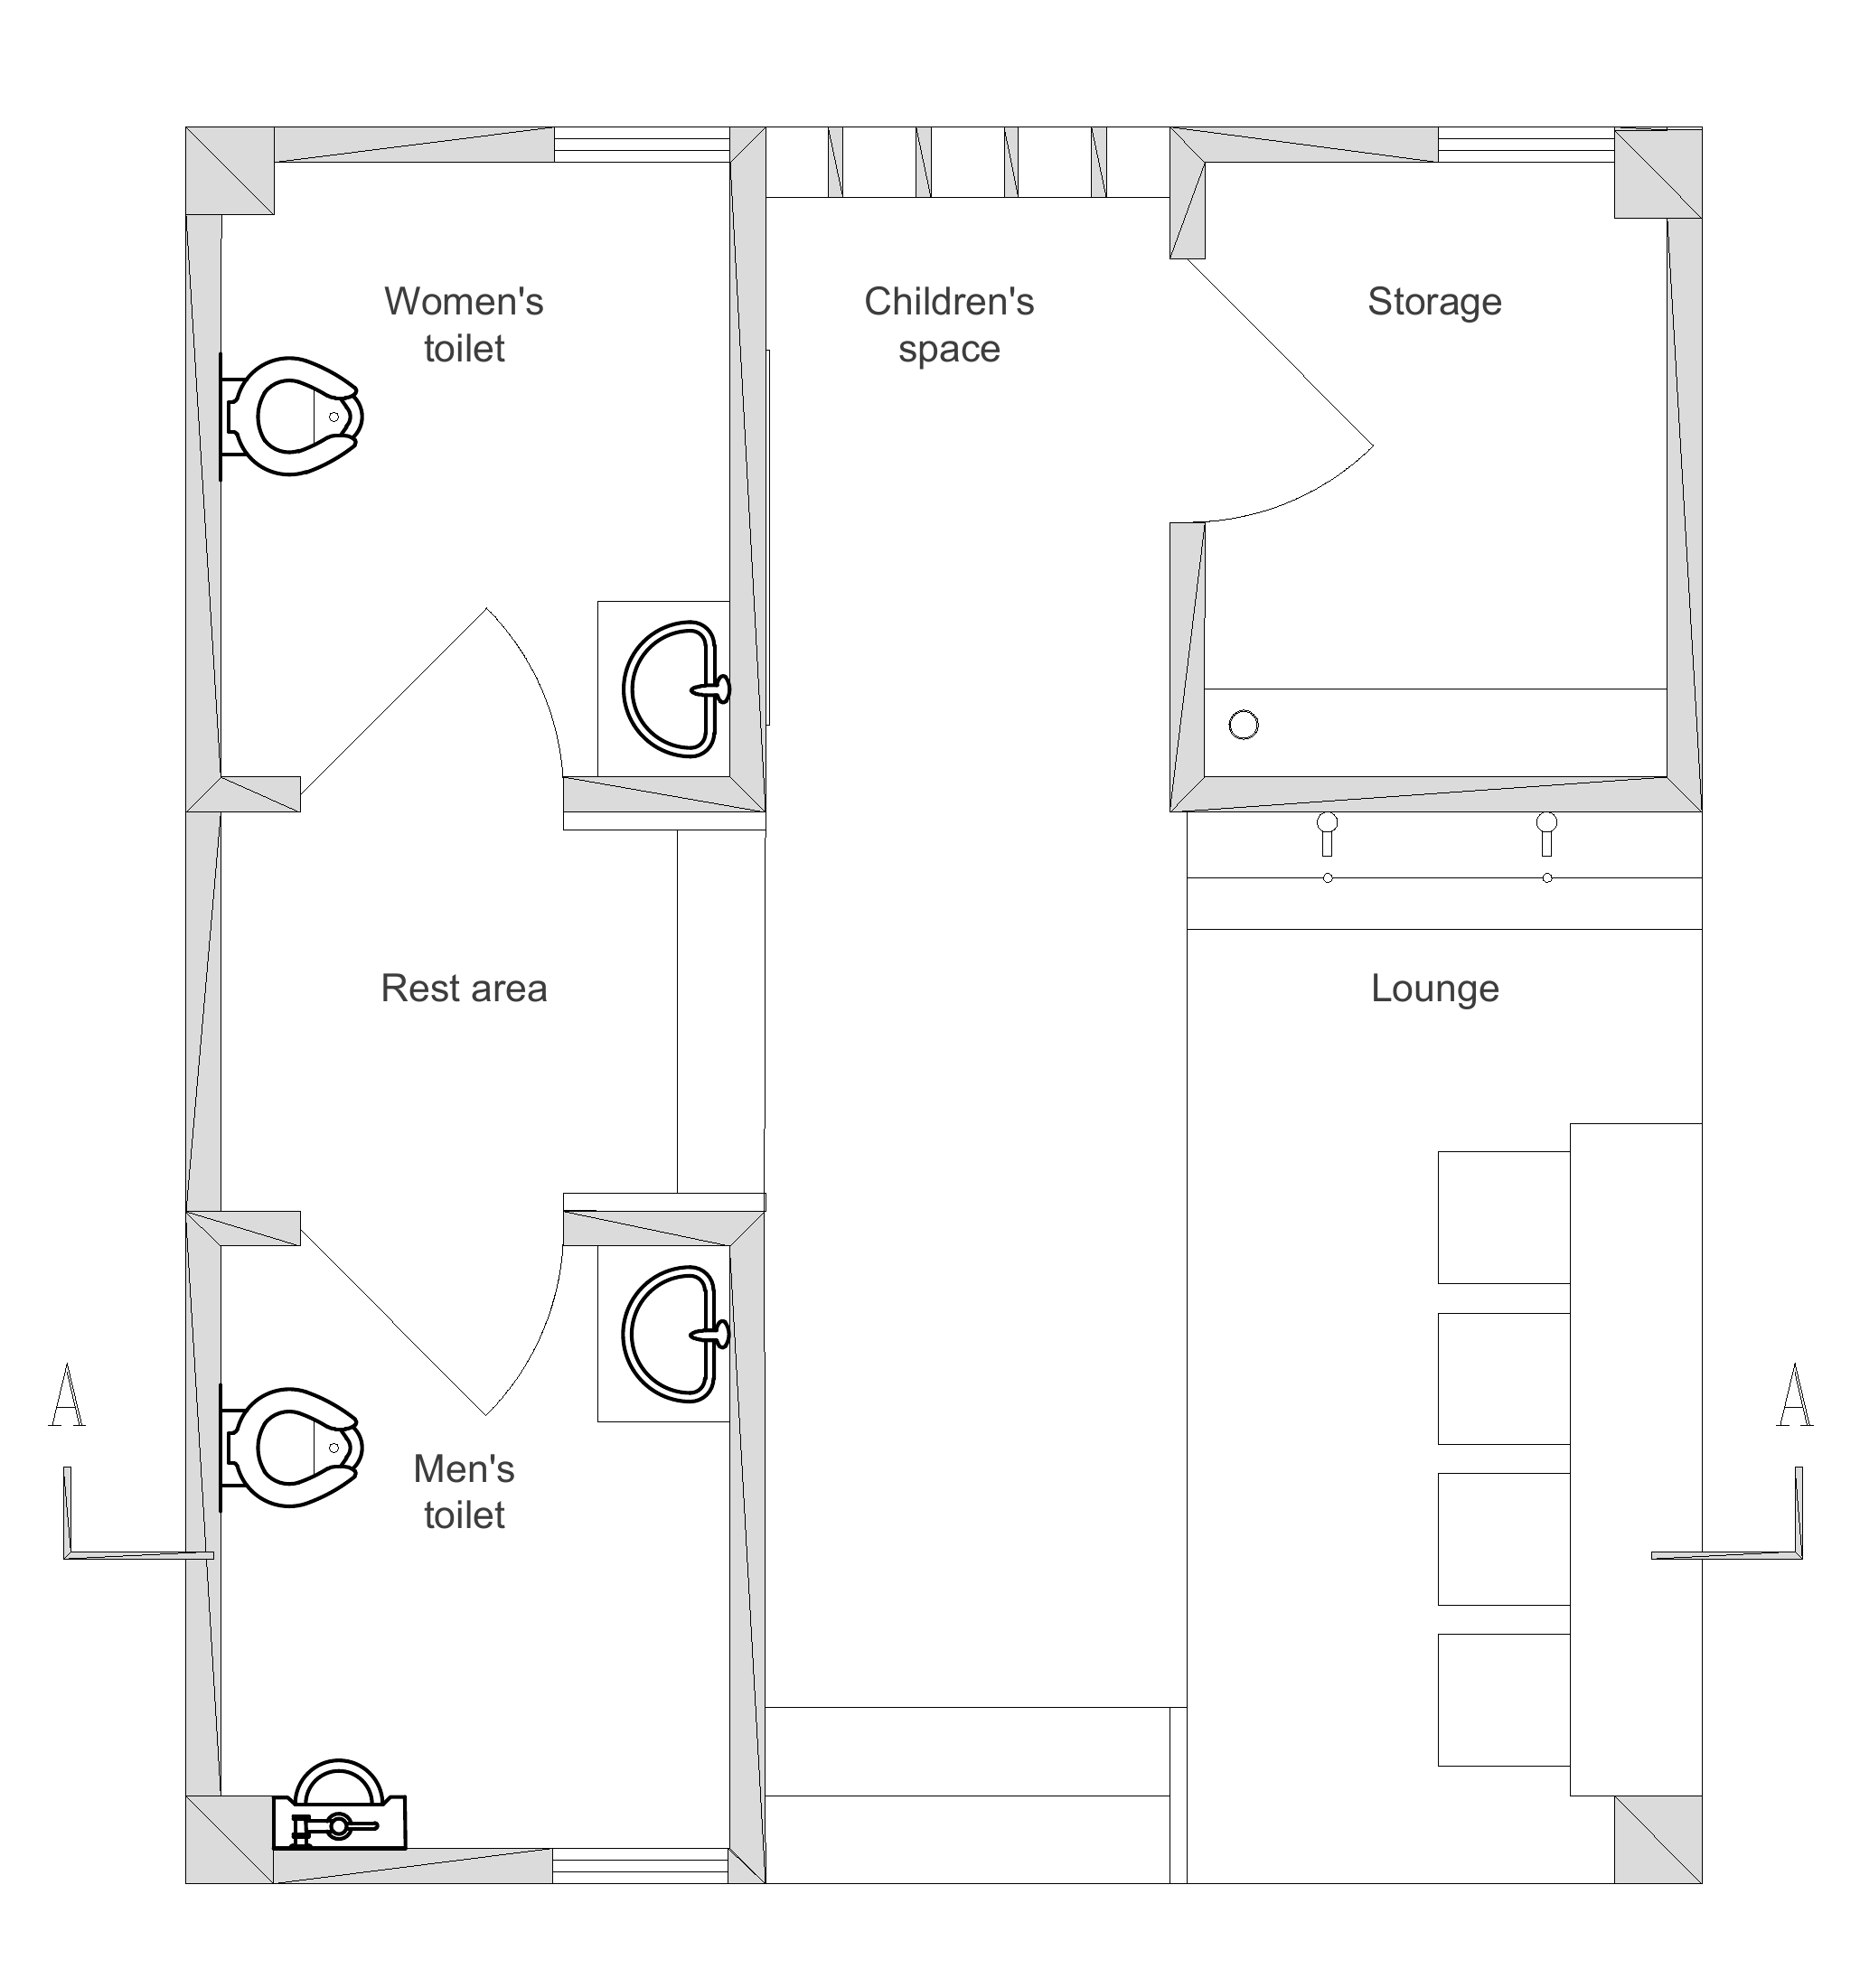 Women's
toilet
Children's
space
Storage
Rest area
Lounge
A
A
Men's
toilet